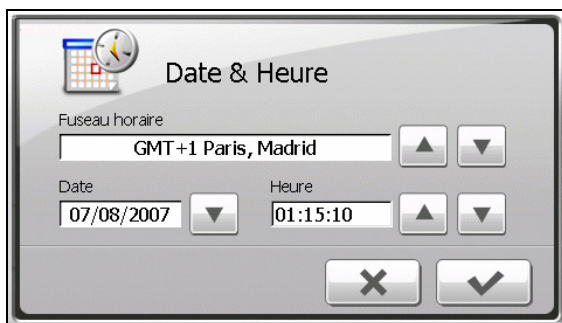 Date & Heure
Fuseau horaire
GMT+1 Paris, Madrid
Date
Heure
07/08/2007
01:15:10